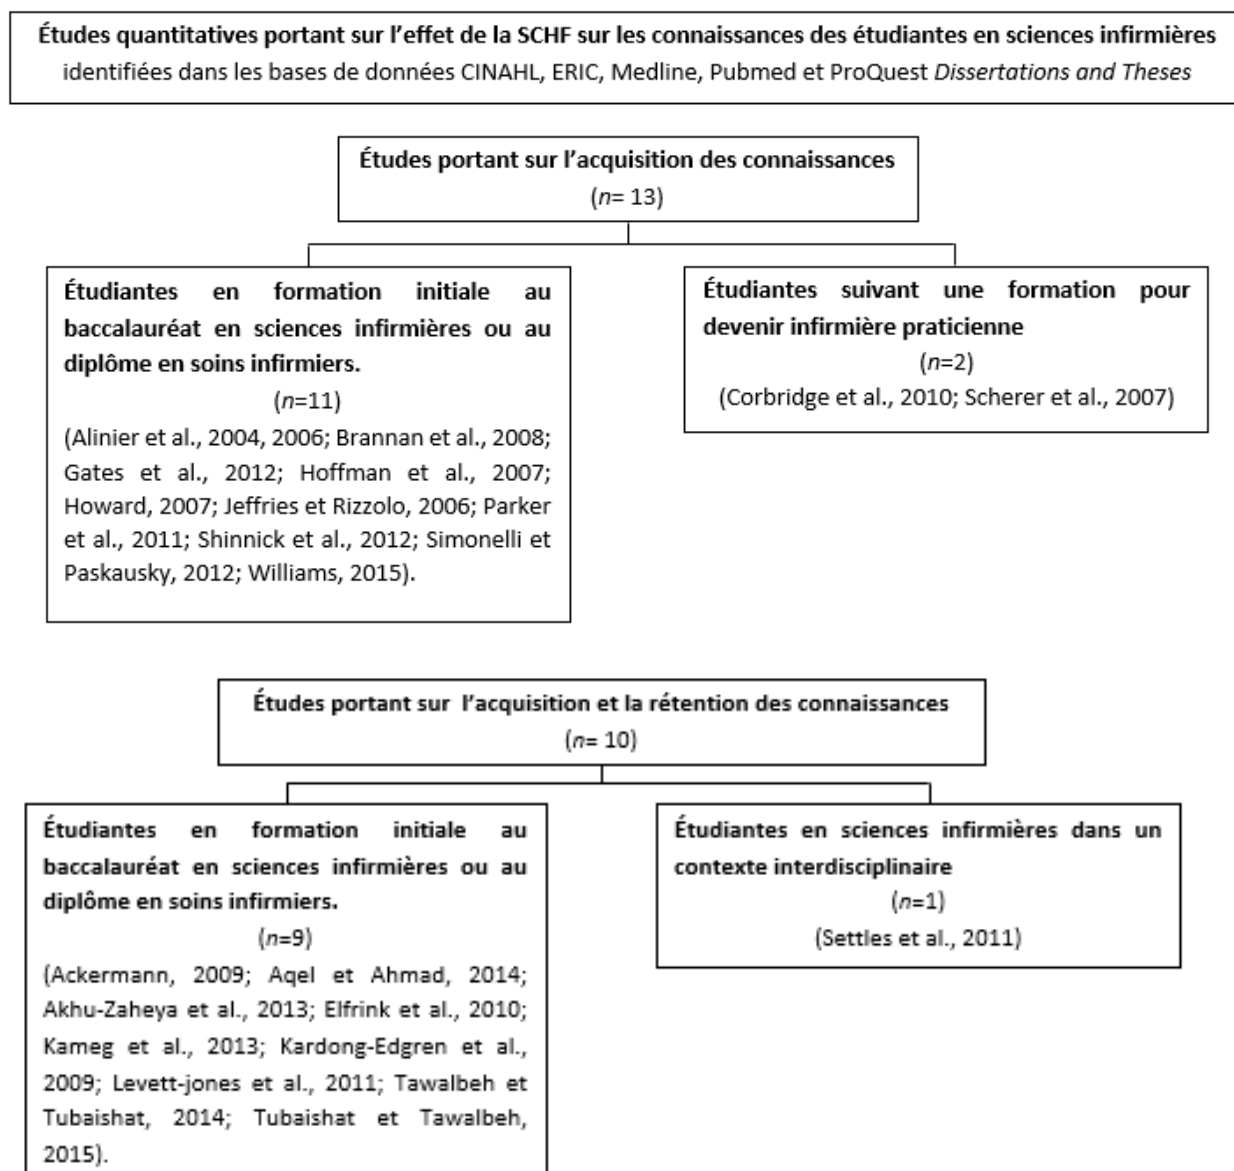 Études quantitatives portant sur l’effet de la SCHF sur les connaissances des étudiantes en sciences infirmières
identifiées dans les bases de données CINAHL, ERIC, Medline, Pubmed et ProQuest Dissertations and Theses
Études portant sur l’acquisition des connaissances
(n= 13)
Étudiantes en formation initiale au
baccalauréat en sciences infirmières ou au
diplôme en soins infirmiers.
(n=11)
(Alinier et al., 2004, 2006; Brannan et al., 2008;
Gates et al., 2012; Hoffman et al., 2007;
Howard, 2007; Jeffries et Rizzolo, 2006; Parker
et al., 2011; Shinnick et al., 2012; Simonelli et
Paskausky, 2012; Williams, 2015).
Étudiantes suivant une formation pour
devenir infirmière praticienne
(n=2)
(Corbridge et al., 2010; Scherer et al., 2007)
Études portant sur l’acquisition et la rétention des connaissances
(n= 10)
Étudiantes en formation initiale au
baccalauréat en sciences infirmières ou au
diplôme en soins infirmiers.
(n=9)
(Ackermann, 2009; Aqel et Ahmad, 2014;
Akhu-Zaheya et al., 2013; Elfrink et al., 2010;
Kameg et al., 2013; Kardong-Edgren et al.,
2009; Levett-jones et al., 2011; Tawalbeh et
Tubaishat, 2014; Tubaishat et Tawalbeh,
2015).
Étudiantes en sciences infirmières dans un
contexte interdisciplinaire
(n=1)
(Settles et al., 2011)